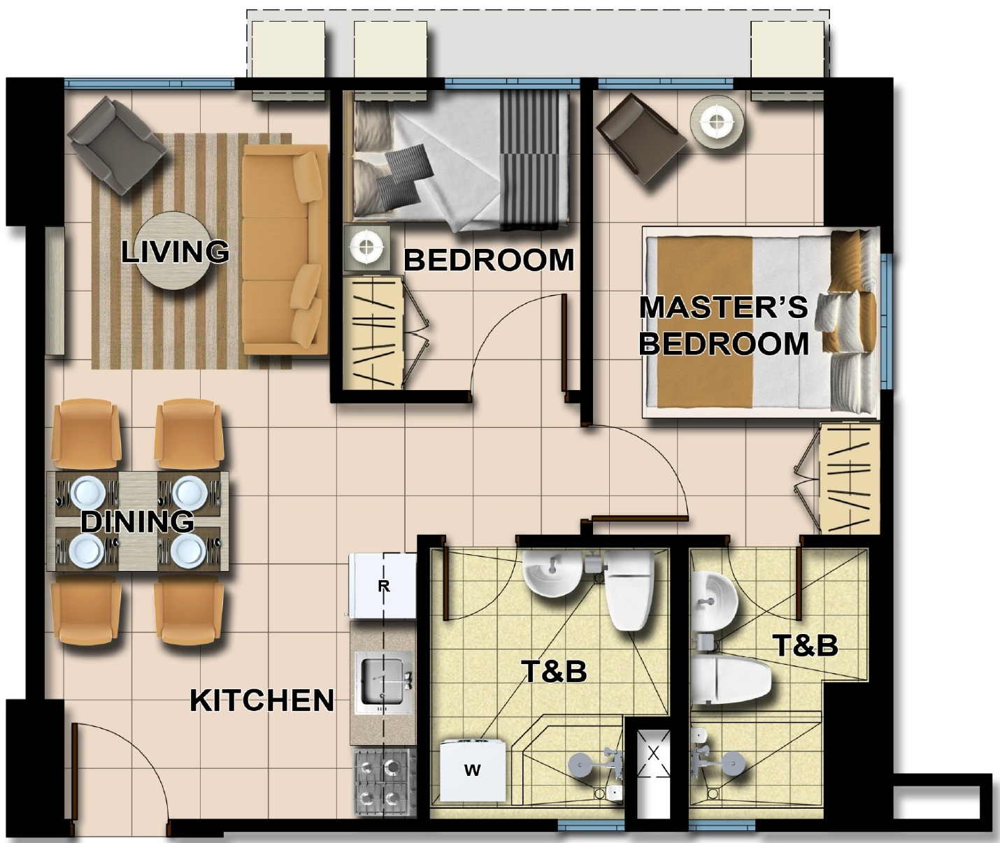 LIVING
BEDROOM
MASTER'S
BEDROOM
DINING
R
T&B
T&B
KITCHEN
W
X